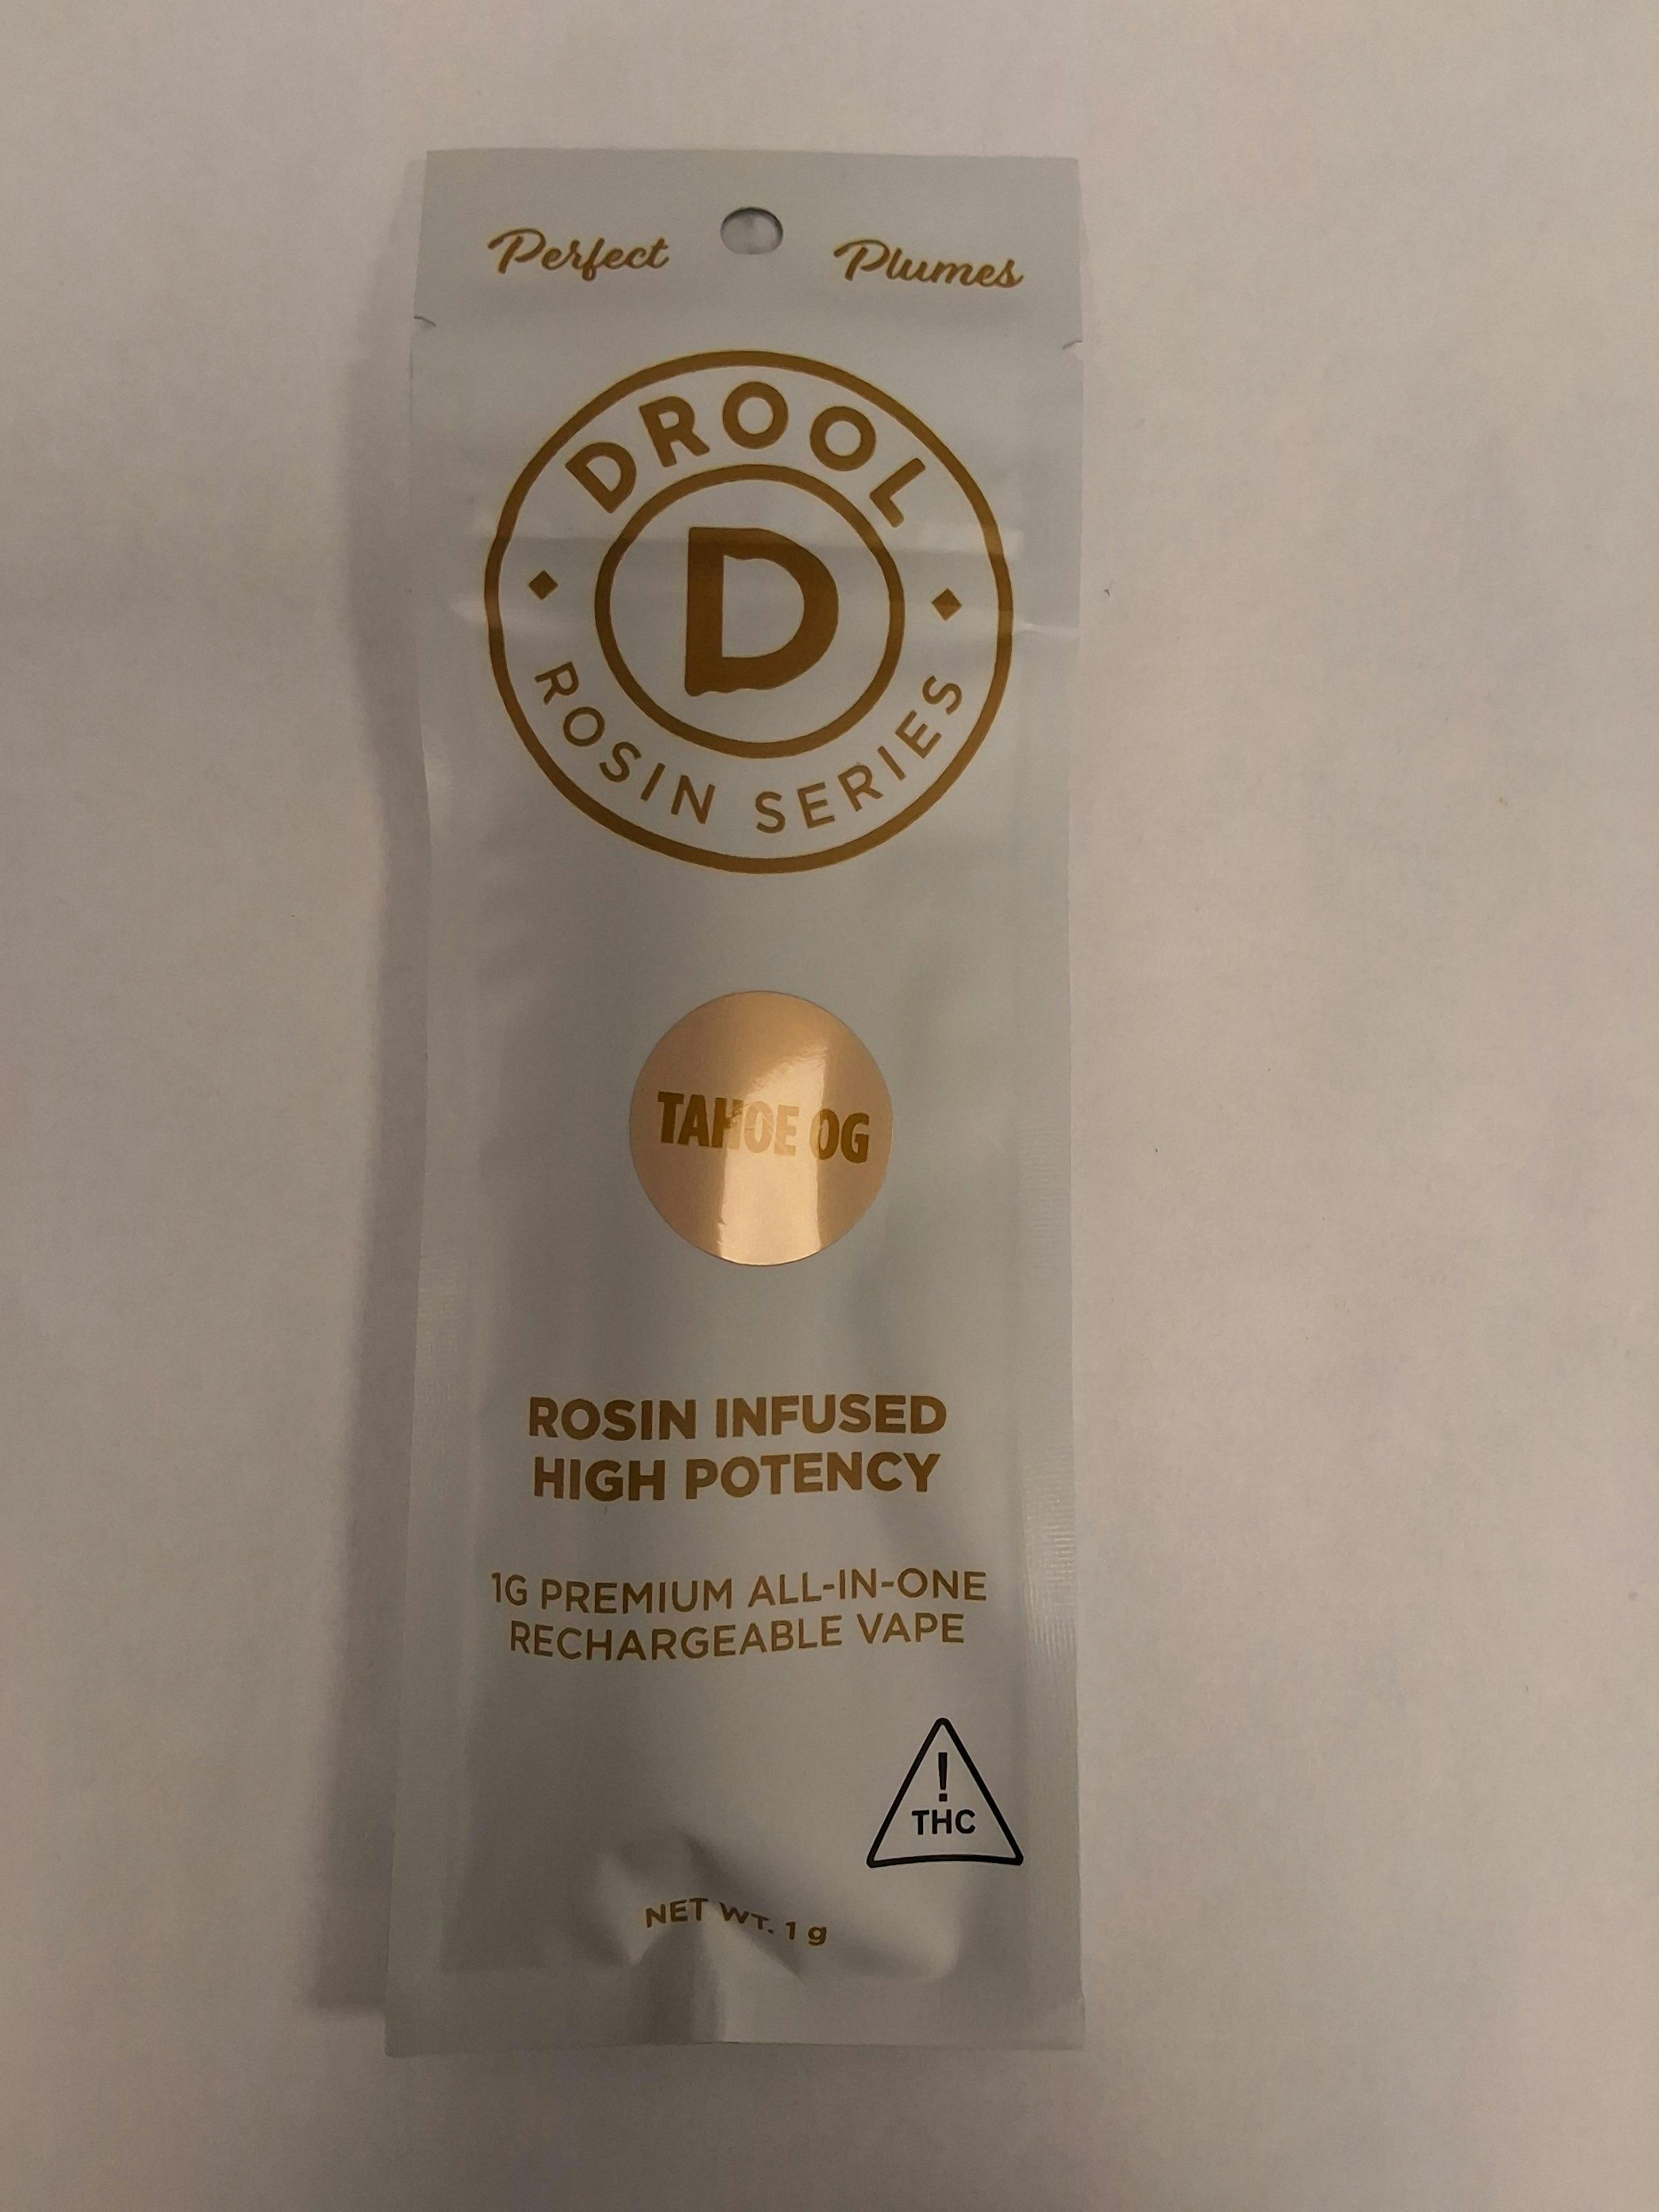 Perfect Plumes
DROOL
D
ROSIN SERIES
TAHOE OG
ROSIN INFUSED
HIGH POTENCY
1G PREMIUM ALL-IN-ONE
RECHARGEABLE VAPE
!
THC
NET WT. 1 g